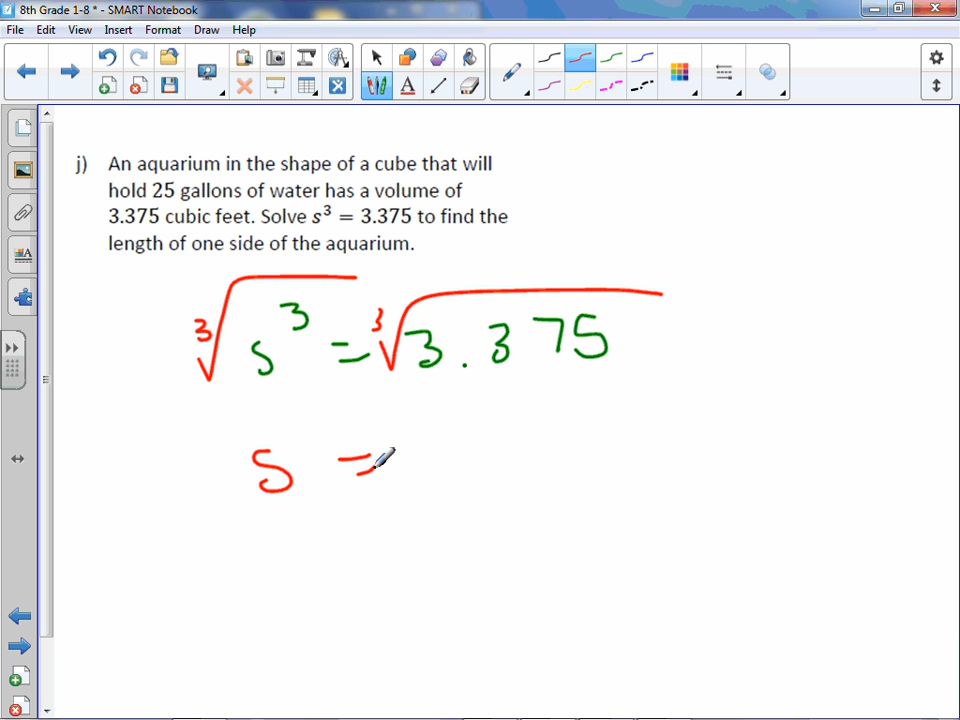 8th Grade 1-8 * - SMART Notebook
File Edit View Insert Format Draw Help
j) An aquarium in the shape of a cube that will
hold 25 gallons of water has a volume of
3.375 cubic feet. Solve s³ = 3.375 to find the
length of one side of the aquarium.
∛s³ = ∛3.375
s =